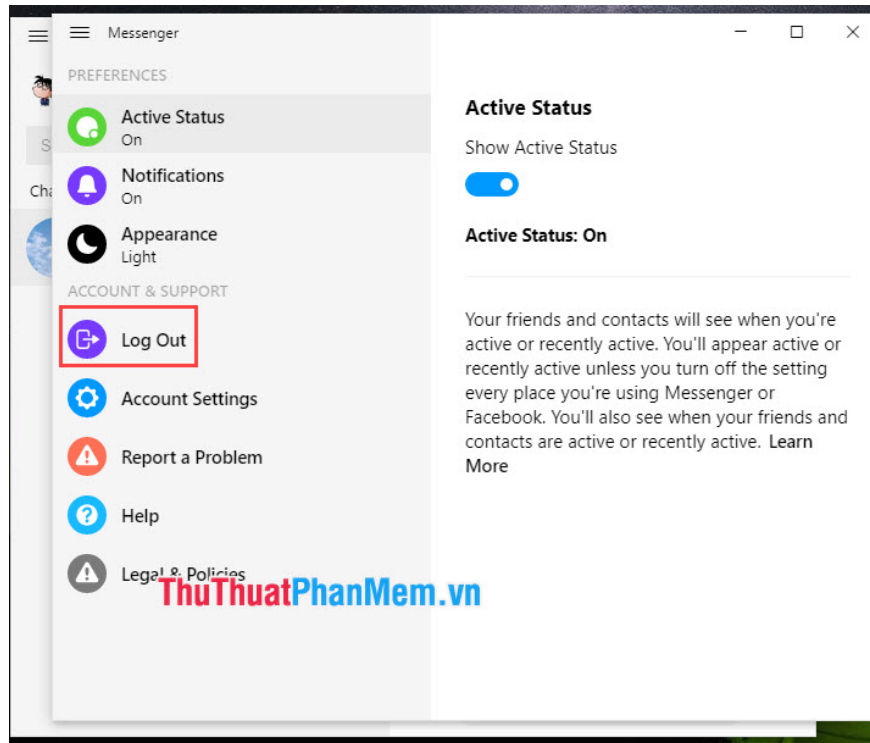 Messenger
PREFERENCES
Active Status
On
Notifications
On
Appearance
Light
ACCOUNT & SUPPORT
Log Out
Account Settings
Report a Problem
Help
Legal & Policies
ThuThuatPhanMem.vn
Active Status
Show Active Status
Active Status: On
Your friends and contacts will see when you're
active or recently active. You'll appear active or
recently active unless you turn off the setting
every place you're using Messenger or
Facebook. You'll also see when your friends and
contacts are active or recently active. Learn
More